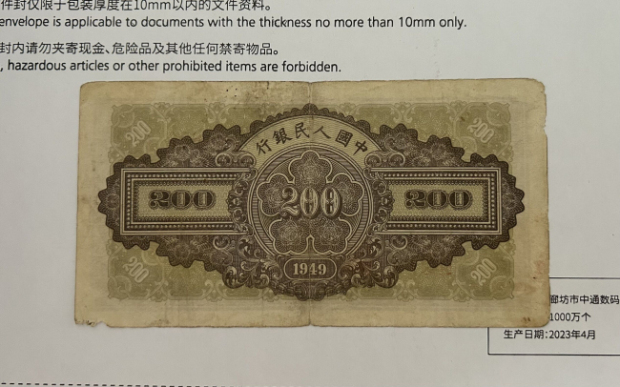 件封仅限于包装厚度在10mm以内的文件资料。
envelope is applicable to documents with the thickness no more than 10mm only.
封内请勿夹寄现金、危险品及其他任何禁寄物品。
, hazardous articles or other prohibited items are forbidden.
200
200
行銀民人國中
200
200
200
1949
200
200
廊坊市中通数码
1000万个
生产日期:2023年4月